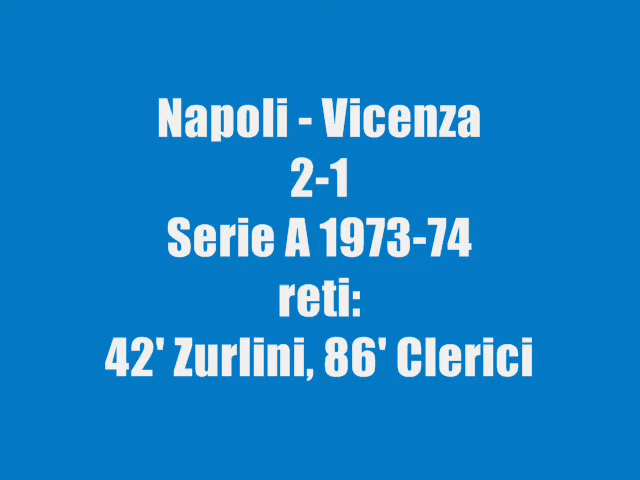 Napoli - Vicenza
2-1
Serie A 1973-74
reti:
42' Zurlini, 86' Clerici